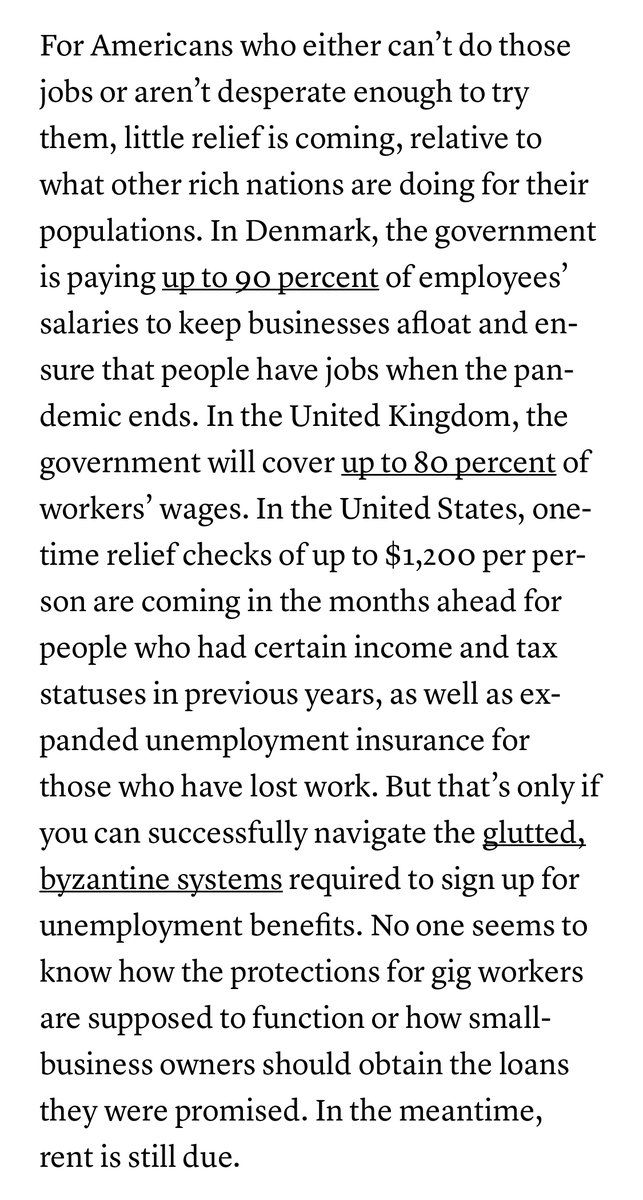 For Americans who either can’t do those
jobs or aren’t desperate enough to try
them, little relief is coming, relative to
what other rich nations are doing for their
populations. In Denmark, the government
is paying up to 90 percent of employees’
salaries to keep businesses afloat and en-
sure that people have jobs when the pan-
demic ends. In the United Kingdom, the
government will cover up to 80 percent of
workers’ wages. In the United States, one-
time relief checks of up to $1,200 per per-
son are coming in the months ahead for
people who had certain income and tax
statuses in previous years, as well as ex-
panded unemployment insurance for
those who have lost work. But that’s only if
you can successfully navigate the glutted,
byzantine systems required to sign up for
unemployment benefits. No one seems to
know how the protections for gig workers
are supposed to function or how small-
business owners should obtain the loans
they were promised. In the meantime,
rent is still due.